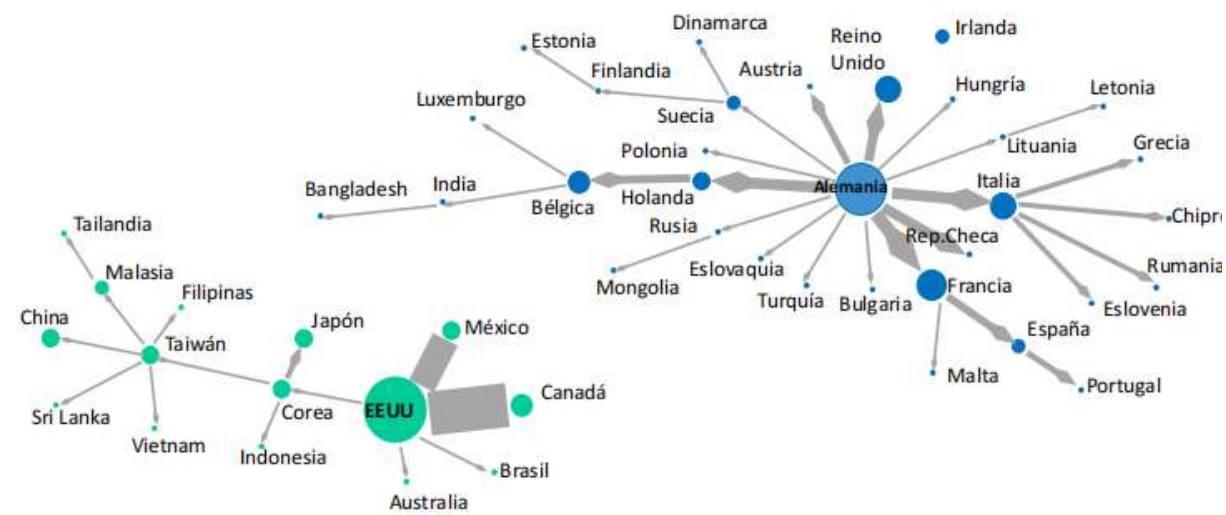 Dinamarca
Estonia
Reino
Unido
Irlanda
Finlandia
Austria
Hungría
Letonia
Luxemburgo
Suecia
Lituania
Grecia
Polonia
Alemania
Italia
Bangladesh
India
Bélgica
Holanda
Chipr
Rusia
Rep.Checa
Tailandia
Eslovaquia
Rumania
Malasia
Mongolia
Turquía
Bulgaria
Francia
Eslovenia
Filipinas
China
Japón
México
España
Taiwán
Malta
Portugal
Canadá
Sri Lanka
Corea
EEUU
Vietnam
Indonesia
Brasil
Australia